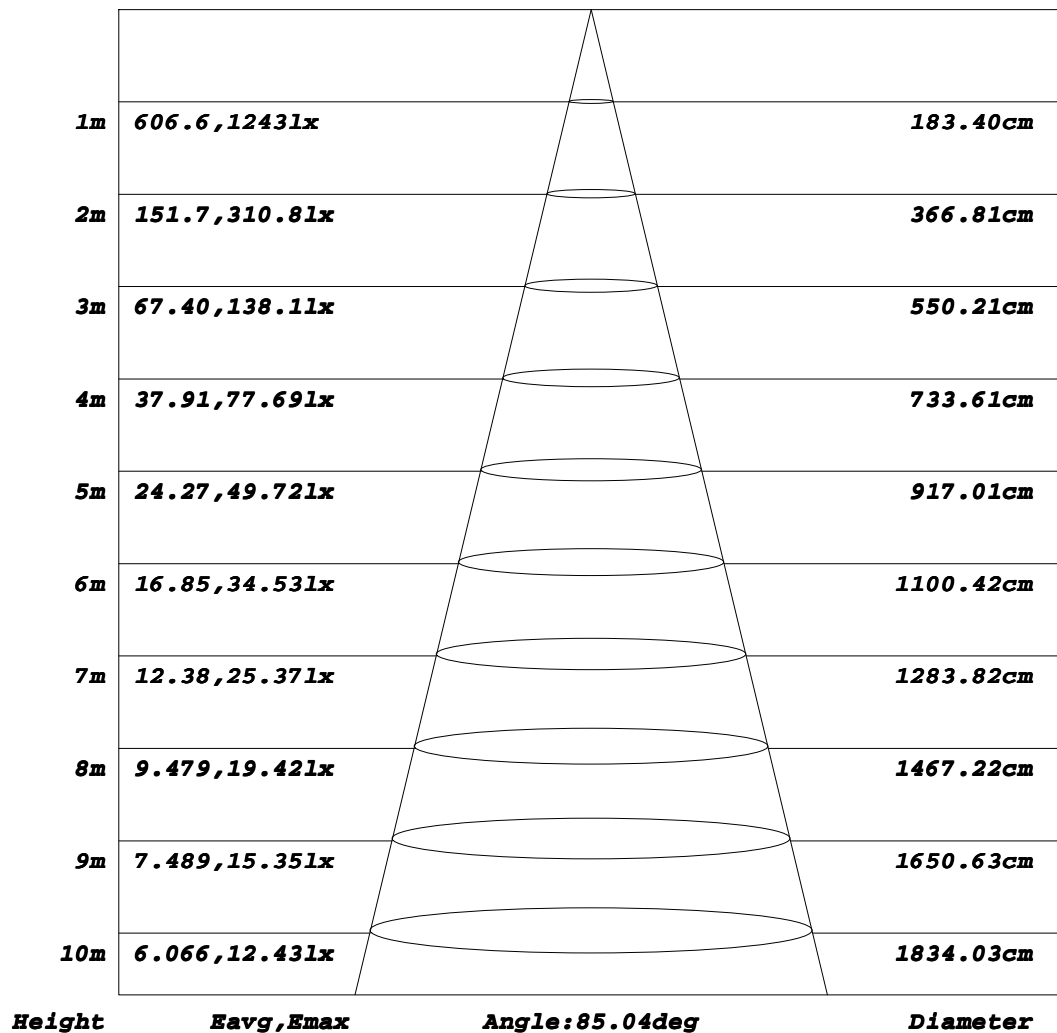 1m 606.6,1243lx 183.40cm
2m 151.7,310.8lx 366.81cm
3m 67.40,138.1lx 550.21cm
4m 37.91,77.69lx 733.61cm
5m 24.27,49.72lx 917.01cm
6m 16.85,34.53lx 1100.42cm
7m 12.38,25.37lx 1283.82cm
8m 9.479,19.42lx 1467.22cm
9m 7.489,15.35lx 1650.63cm
10m 6.066,12.43lx 1834.03cm
Height Eavg,Emax Angle:85.04deg Diameter